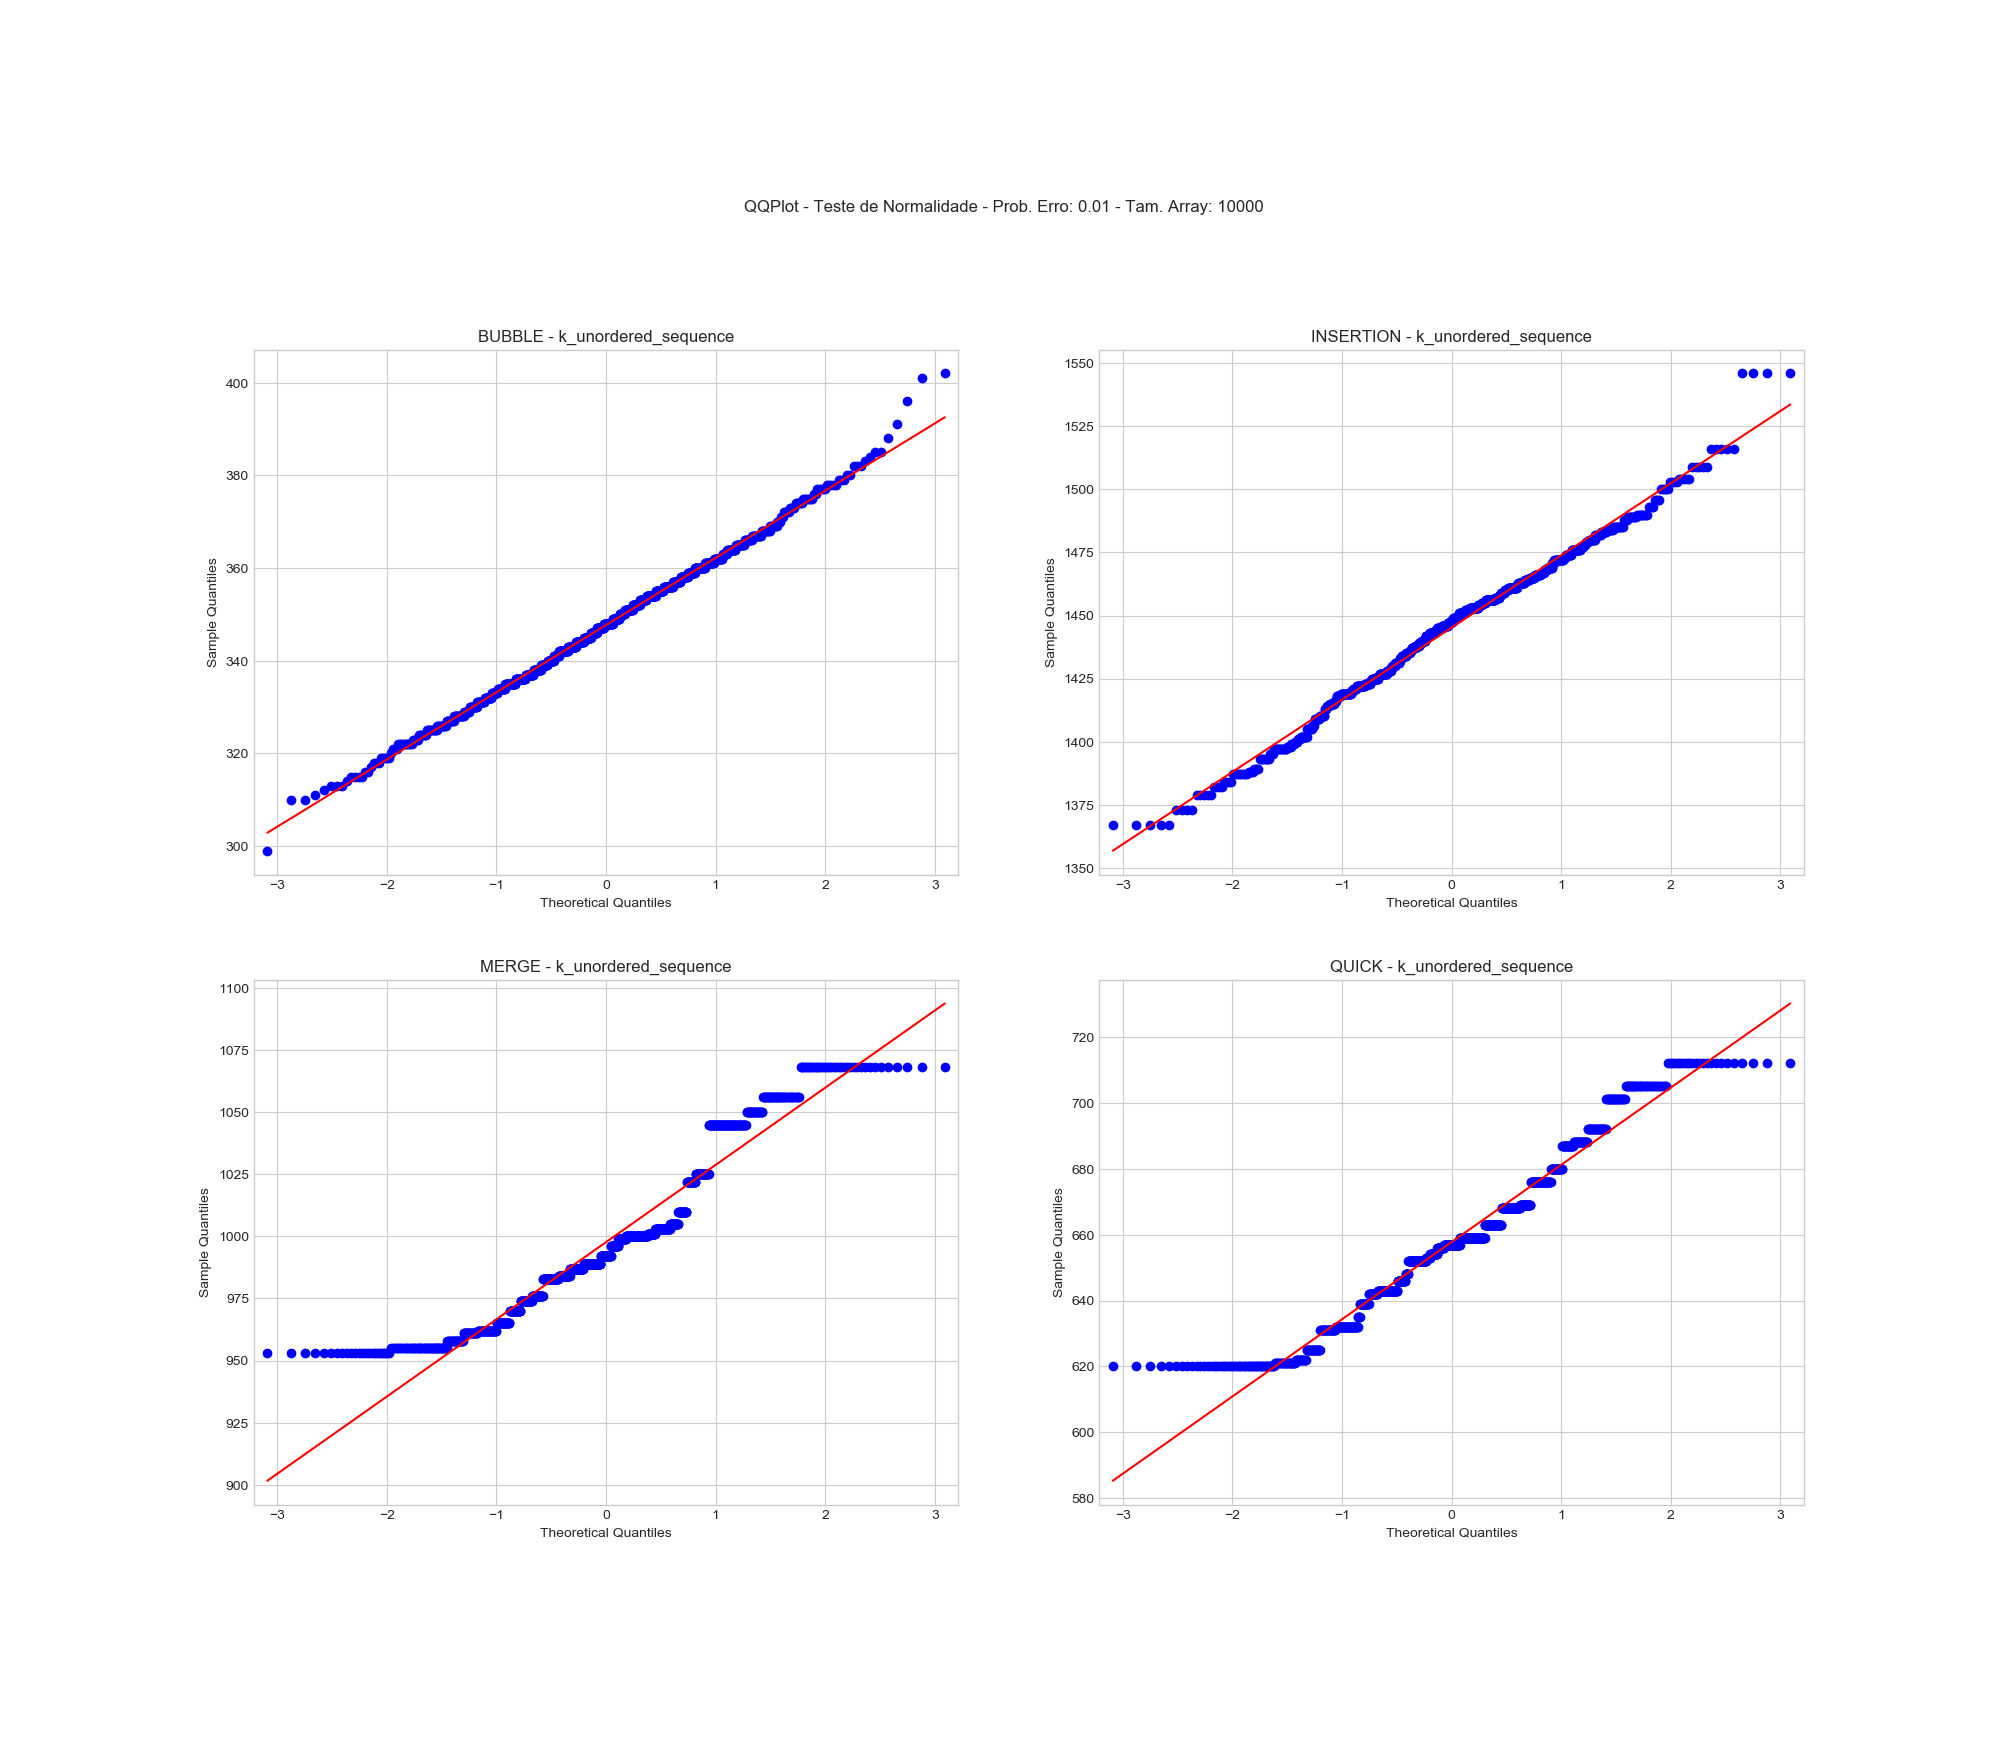 QQPlot - Teste de Normalidade - Prob. Erro: 0.01 - Tam. Array: 10000
BUBBLE - k_unordered_sequence
400
380
360
340
320
300
Sample Quantiles
−3 −2 −1 0 1 2 3
Theoretical Quantiles
INSERTION - k_unordered_sequence
1550
1525
1500
1475
1450
1425
1400
1375
1350
Sample Quantiles
−3 −2 −1 0 1 2 3
Theoretical Quantiles
MERGE - k_unordered_sequence
1100
1075
1050
1025
1000
975
950
925
900
Sample Quantiles
−3 −2 −1 0 1 2 3
Theoretical Quantiles
QUICK - k_unordered_sequence
720
700
680
660
640
620
600
580
Sample Quantiles
−3 −2 −1 0 1 2 3
Theoretical Quantiles